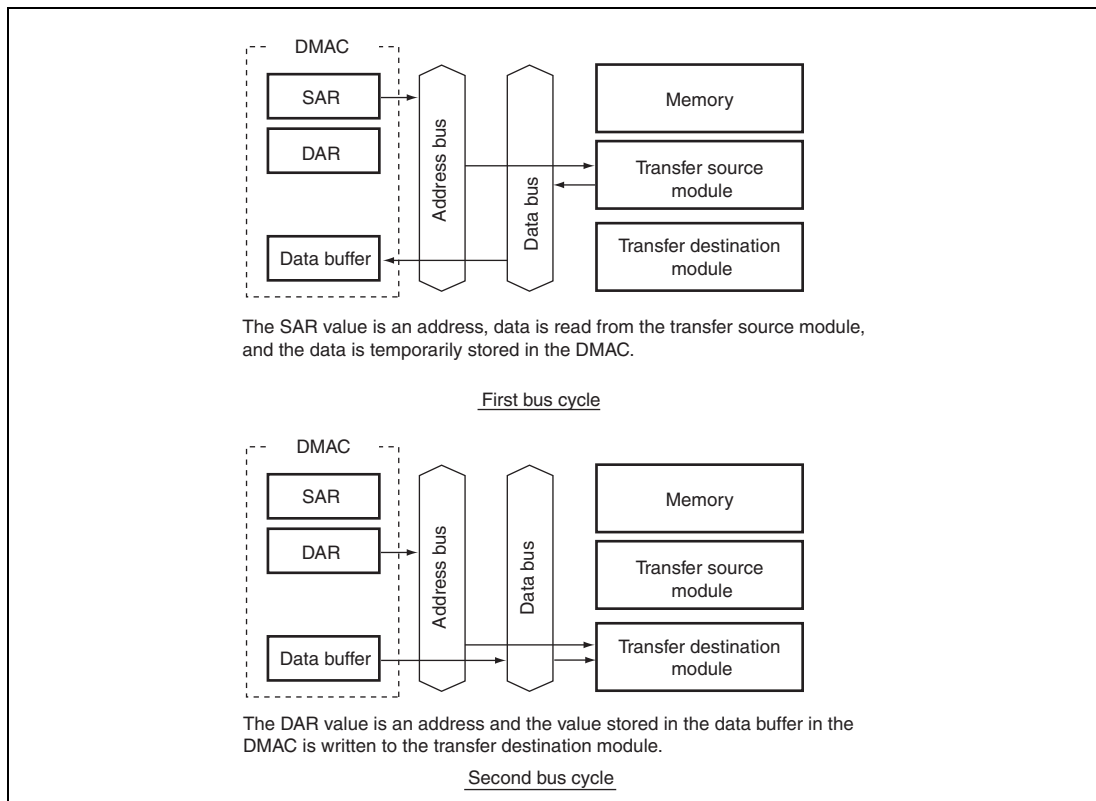 DMAC
SAR
DAR
Data buffer
Address bus
Data bus
Memory
Transfer source
module
Transfer destination
module
The SAR value is an address, data is read from the transfer source module,
and the data is temporarily stored in the DMAC.
First bus cycle
DMAC
SAR
DAR
Data buffer
Address bus
Data bus
Memory
Transfer source
module
Transfer destination
module
The DAR value is an address and the value stored in the data buffer in the
DMAC is written to the transfer destination module.
Second bus cycle